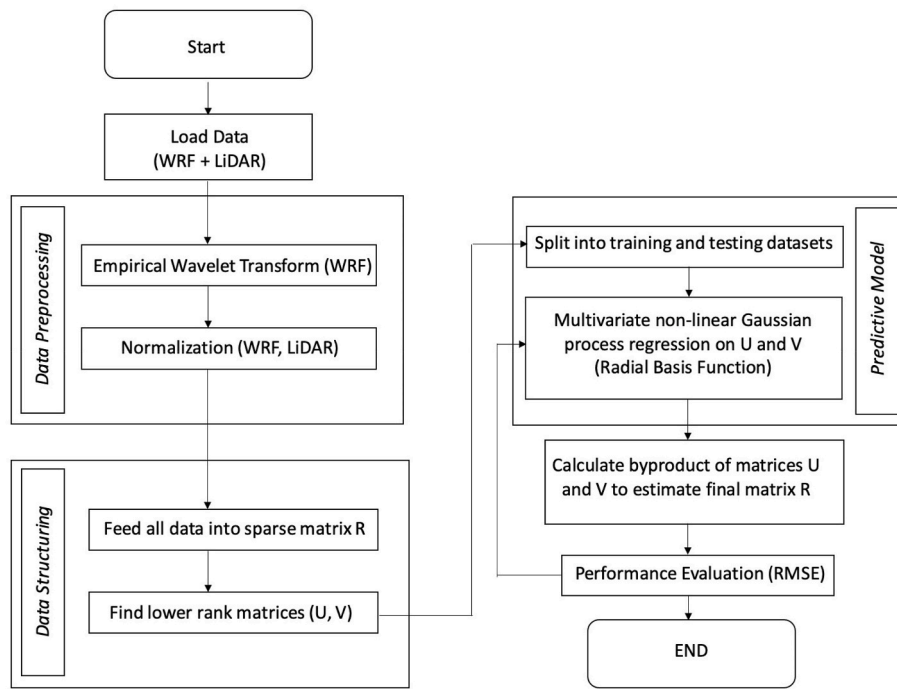 Start
Load Data
(WRF + LiDAR)
Data Preprocessing
Empirical Wavelet Transform (WRF)
Normalization (WRF, LiDAR)
Data Structuring
Feed all data into sparse matrix R
Find lower rank matrices (U, V)
Predictive Model
Split into training and testing datasets
Multivariate non-linear Gaussian
process regression on U and V
(Radial Basis Function)
Calculate byproduct of matrices U
and V to estimate final matrix R
Performance Evaluation (RMSE)
END